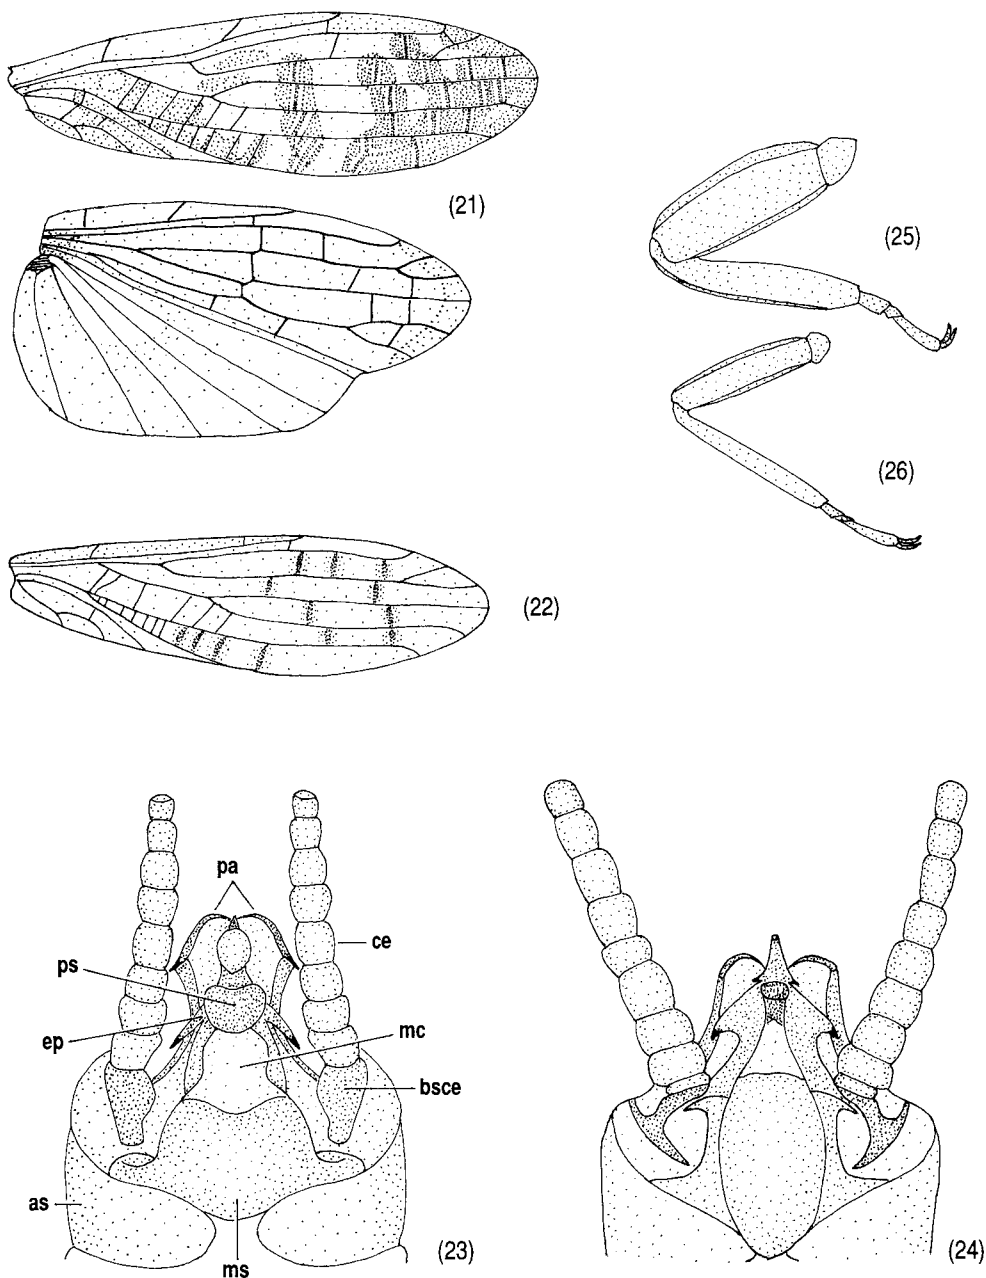 (21)
(25)
(26)
(22)
pa
ce
ps
ep
mc
bsce
as
ms
(23)
(24)